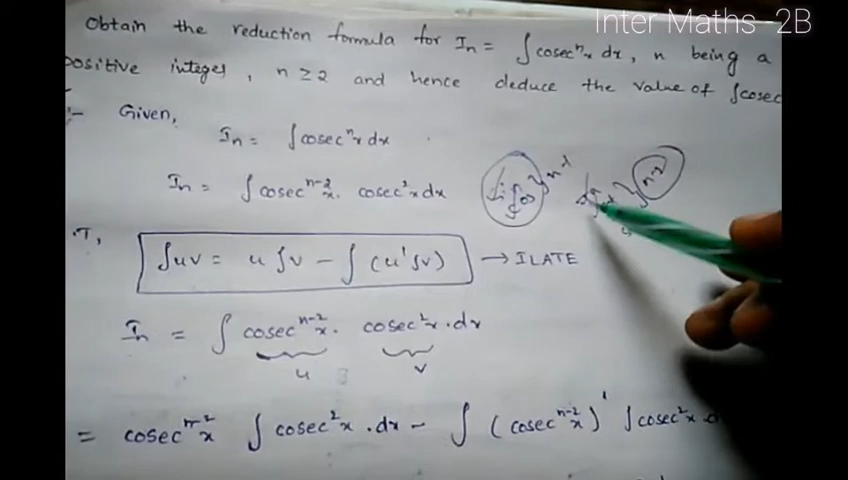 Inter Maths -2B
Obtain the reduction formula for In = ∫cosecⁿx dx, n being a
positive integer, n ≥ 2 and hence deduce the value of ∫cosec
:- Given,
In = ∫cosecⁿx dx
In = ∫cosecⁿ⁻²x. cosec²x dx
.T,
∫uv = u∫v - ∫(u'∫v) → ILATE
In = ∫cosecⁿ⁻²x. cosec²x.dx
u v
= cosecⁿ⁻²x ∫cosec²x.dx - ∫(cosecⁿ⁻²x)' ∫cosec²x